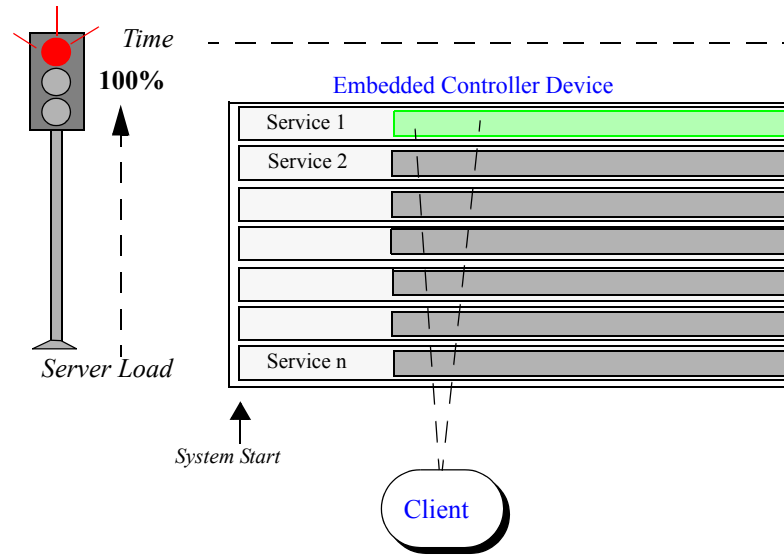 Time
100%
Embedded Controller Device
Service 1
Service 2
Service n
Server Load
System Start
Client